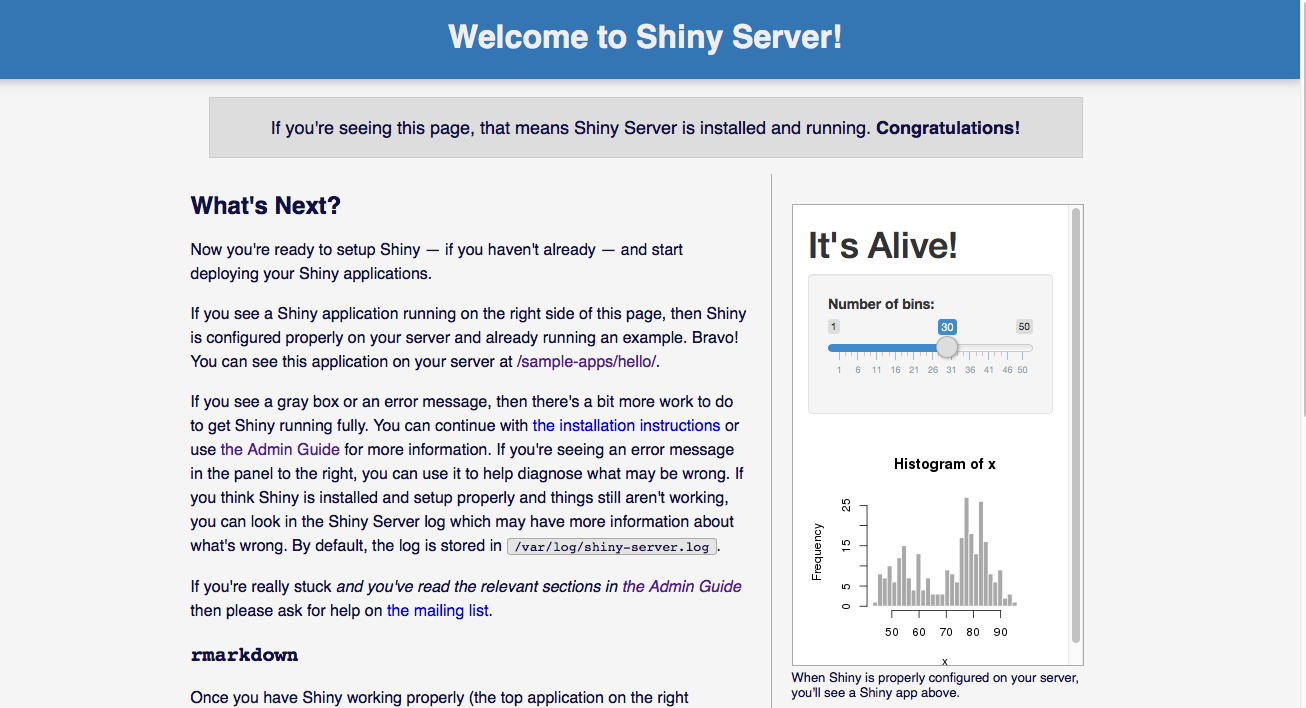 Welcome to Shiny Server!
If you're seeing this page, that means Shiny Server is installed and running. Congratulations!
What's Next?
Now you're ready to setup Shiny — if you haven't already — and start
deploying your Shiny applications.
If you see a Shiny application running on the right side of this page, then Shiny
is configured properly on your server and already running an example. Bravo!
You can see this application on your server at /sample-apps/hello/.
If you see a gray box or an error message, then there's a bit more work to do
to get Shiny running fully. You can continue with the installation instructions or
use the Admin Guide for more information. If you're seeing an error message
in the panel to the right, you can use it to help diagnose what may be wrong. If
you think Shiny is installed and setup properly and things still aren't working,
you can look in the Shiny Server log which may have more information about
what's wrong. By default, the log is stored in /var/log/shiny-server.log.
If you're really stuck and you've read the relevant sections in the Admin Guide
then please ask for help on the mailing list.
rmarkdown
Once you have Shiny working properly (the top application on the right
It's Alive!
Number of bins:
1 30 50
1 6 11 16 21 26 31 36 41 46 50
Histogram of x
Frequency
25
15
5
0
50 60 70 80 90
x
When Shiny is properly configured on your server,
you'll see a Shiny app above.